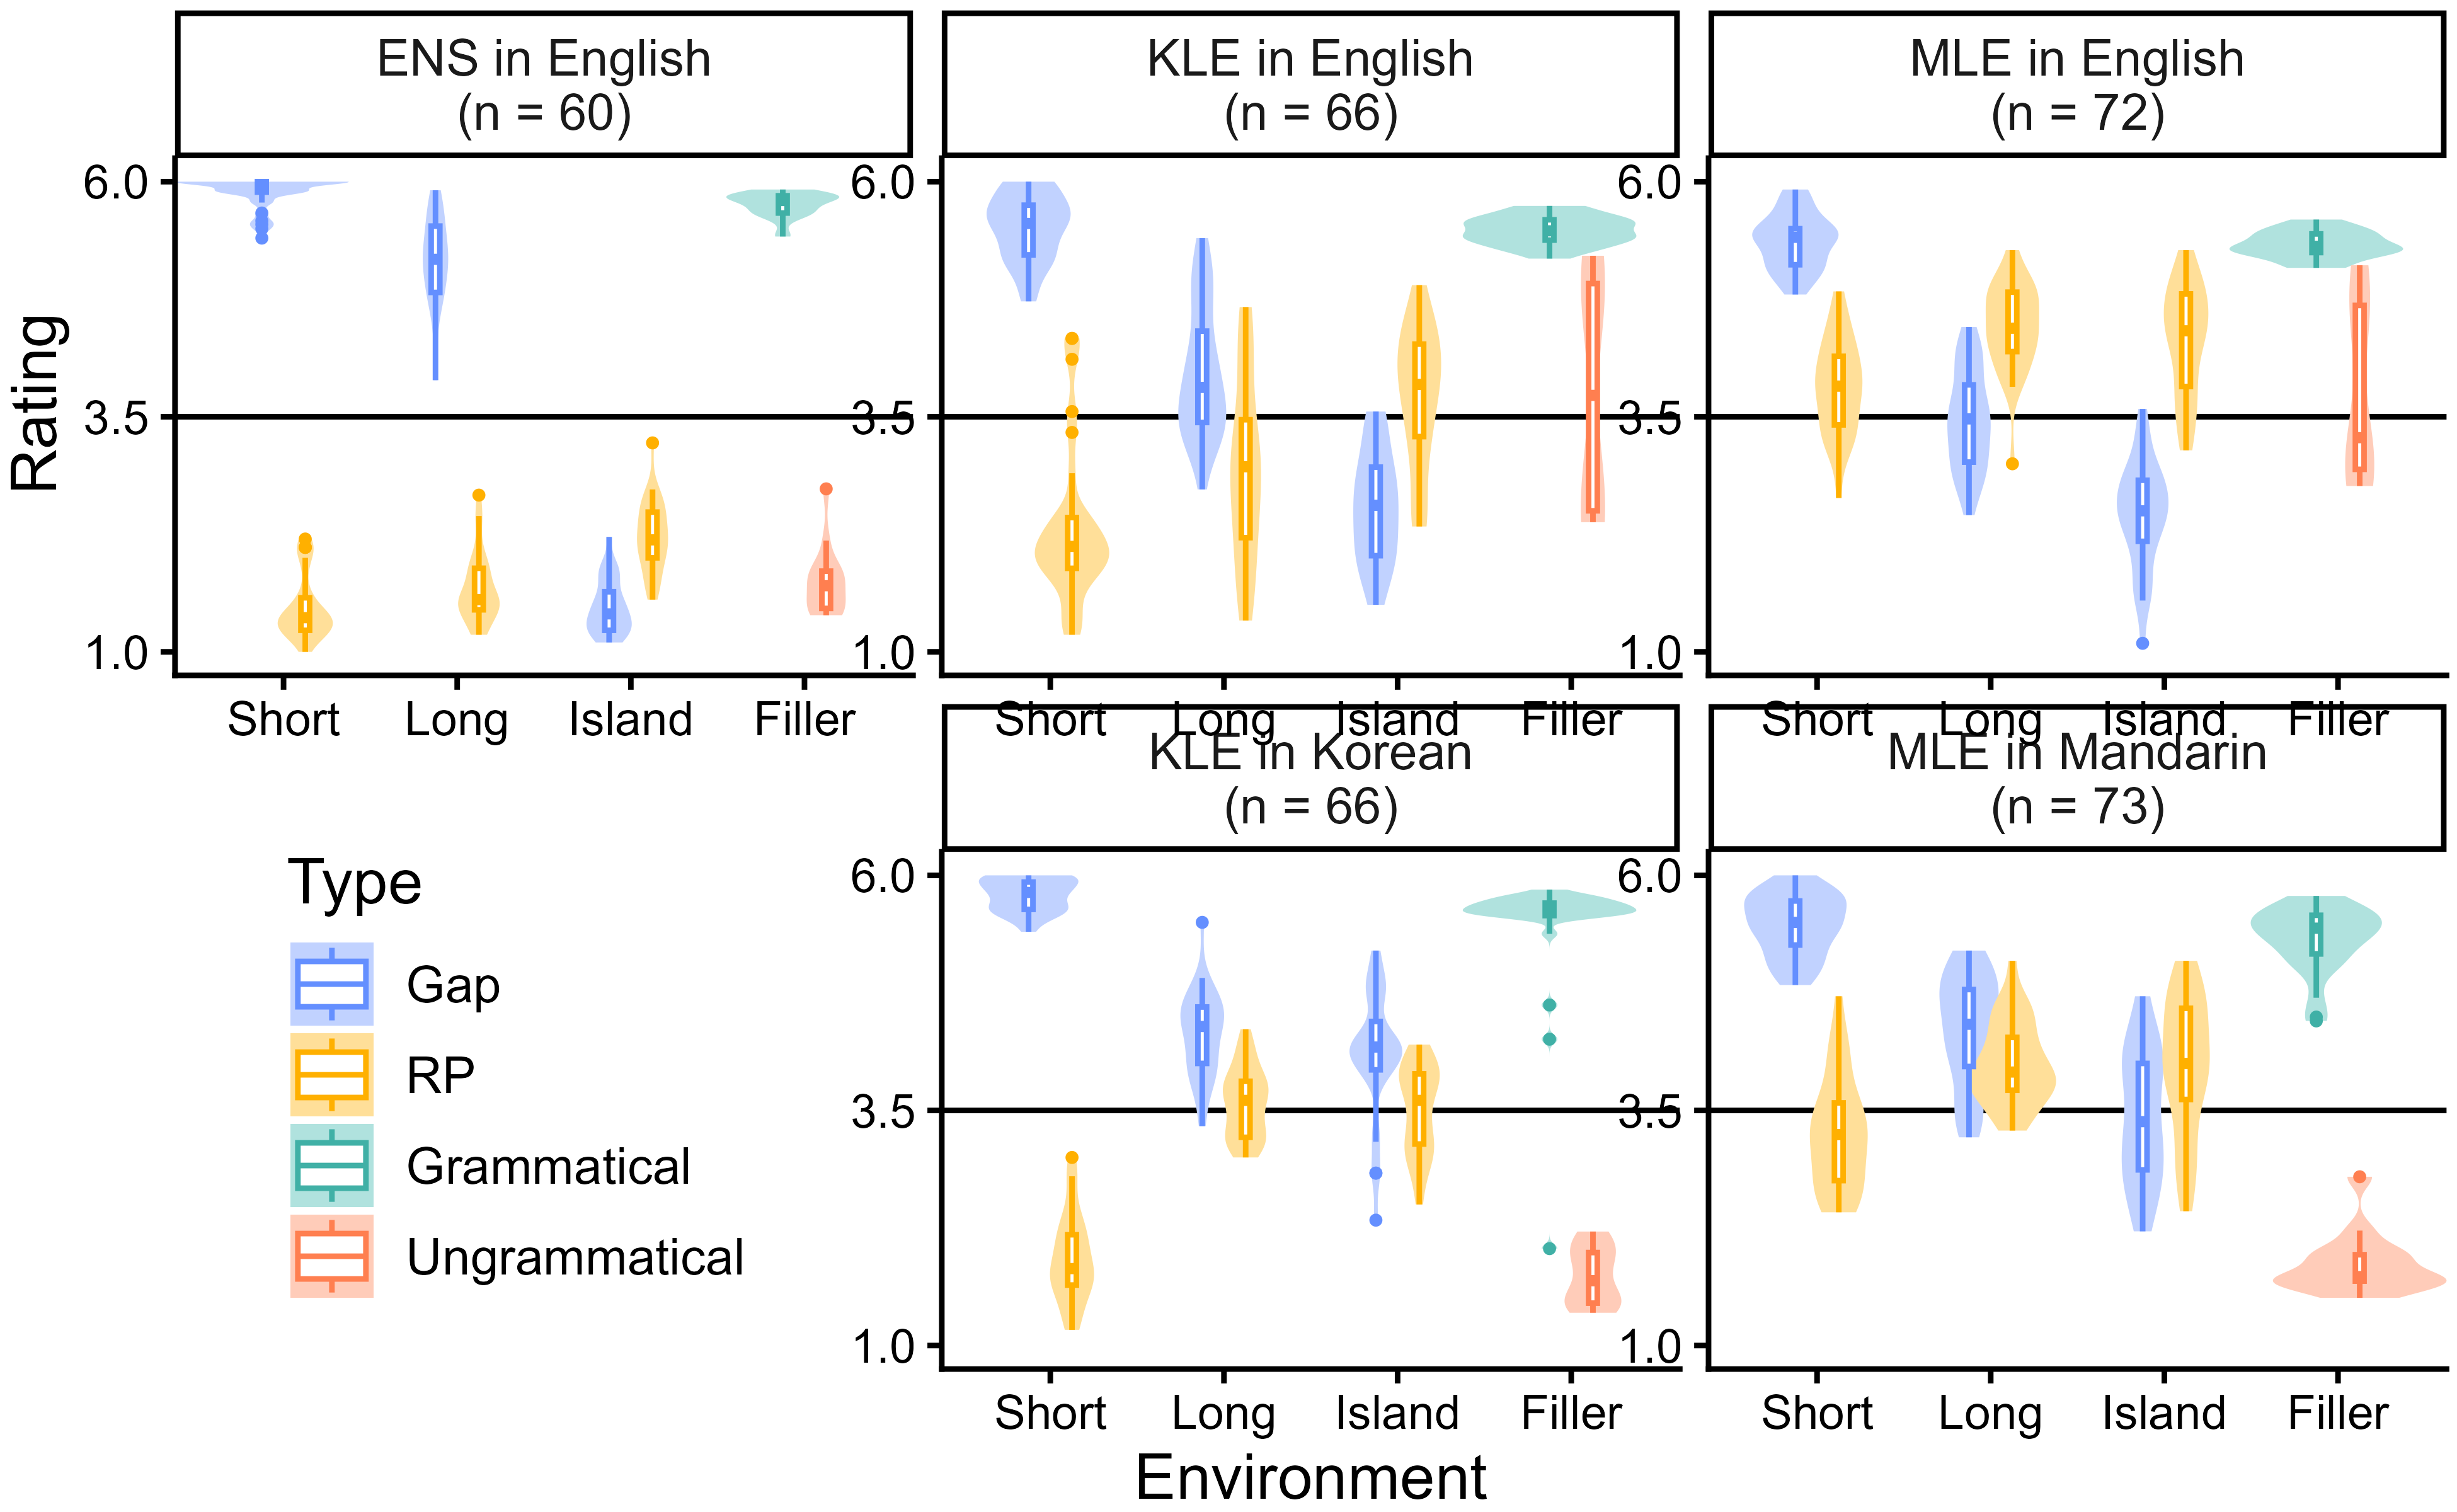 ENS in English
(n = 60)
KLE in English
(n = 66)
MLE in English
(n = 72)
Rating
6.0
3.5
1.0
6.0
3.5
1.0
6.0
3.5
1.0
Short Long Island Filler
Short Long Island Filler
Short Long Island Filler
KLE in Korean
(n = 66)
MLE in Mandarin
(n = 73)
Type
Gap
RP
Grammatical
Ungrammatical
6.0
3.5
1.0
6.0
3.5
1.0
Short Long Island Filler
Short Long Island Filler
Environment